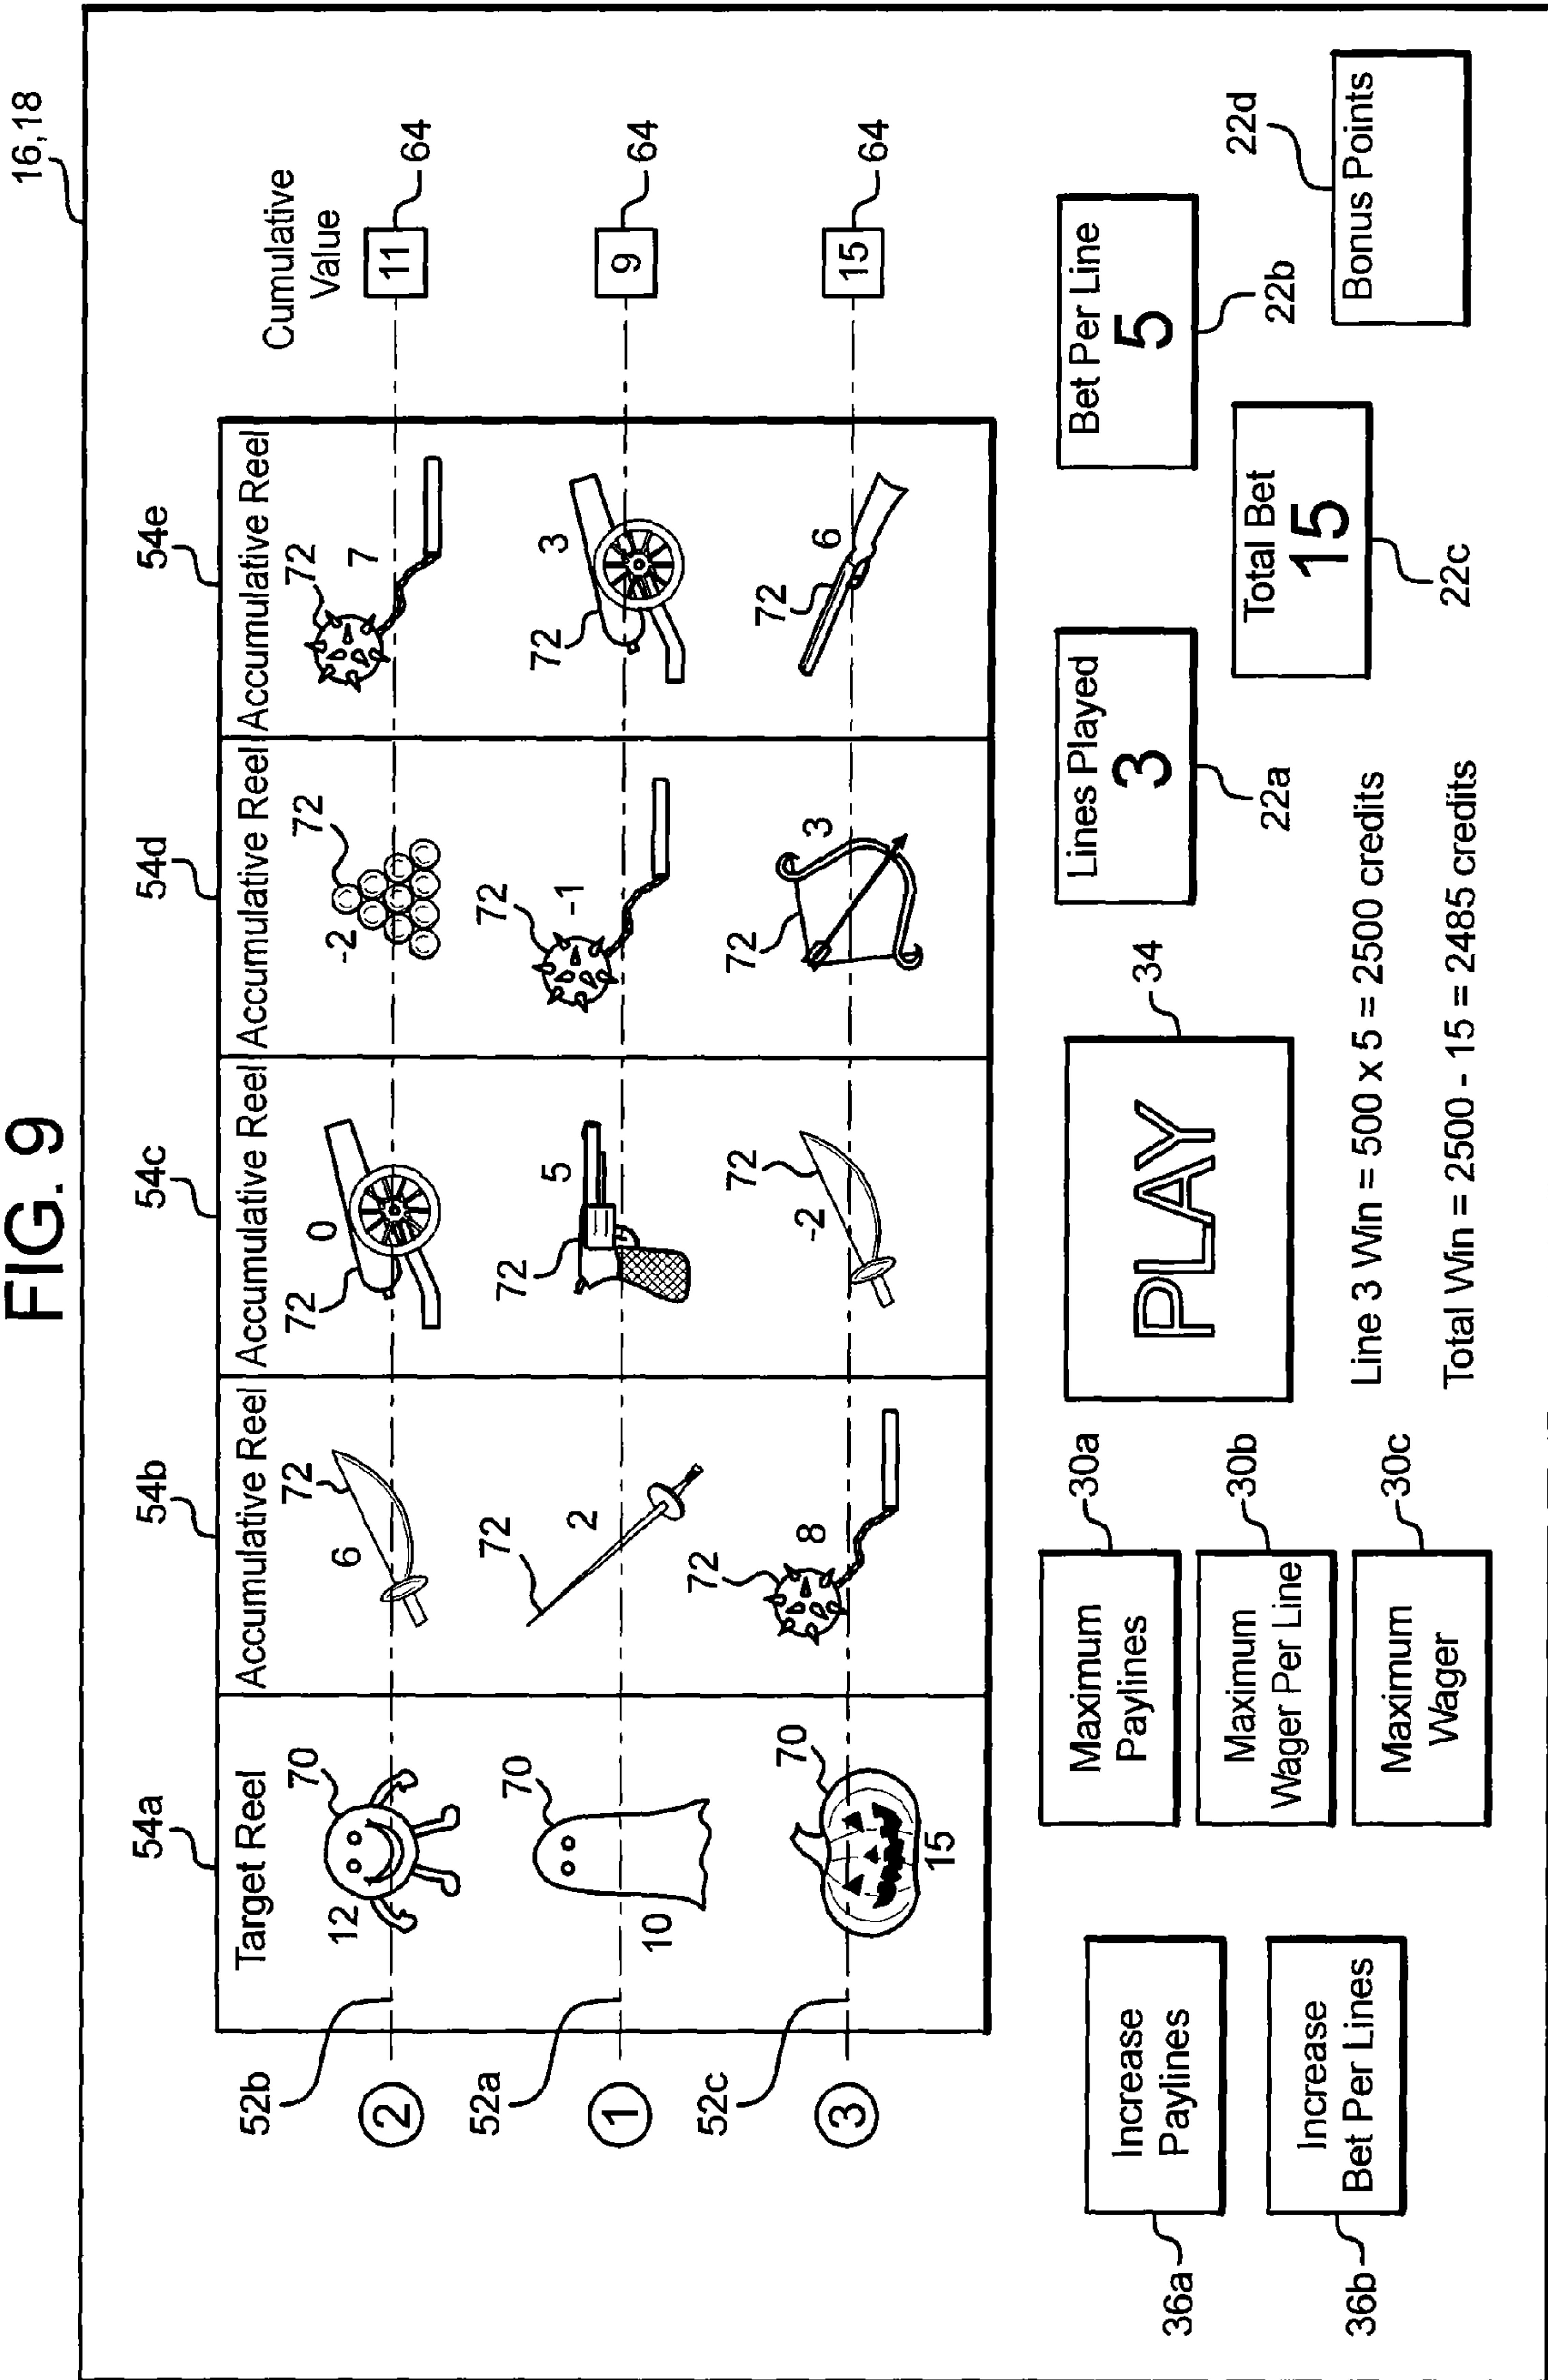 FIG. 9
16,18
54a
54b
54c
54d
54e
Target Reel
Accumulative Reel
Accumulative Reel
Accumulative Reel
Accumulative Reel
Cumulative
Value
52b
2
12
70
6
72
72
0
-2
72
72
7
11
64
52a
1
10
70
72
2
72
5
72
-1
72
3
9
64
52c
3
15
70
72
8
-2
72
72
3
72
6
15
64
36a
Increase
Paylines
36b
Increase
Bet Per Lines
Maximum
Paylines
30a
Maximum
Wager Per Line
30b
Maximum
Wager
30c
PLAY
34
Line 3 Win = 500 x 5 = 2500 credits
Total Win = 2500 - 15 = 2485 credits
Lines Played
3
22a
Total Bet
15
22c
Bet Per Line
5
22b
22d
Bonus Points